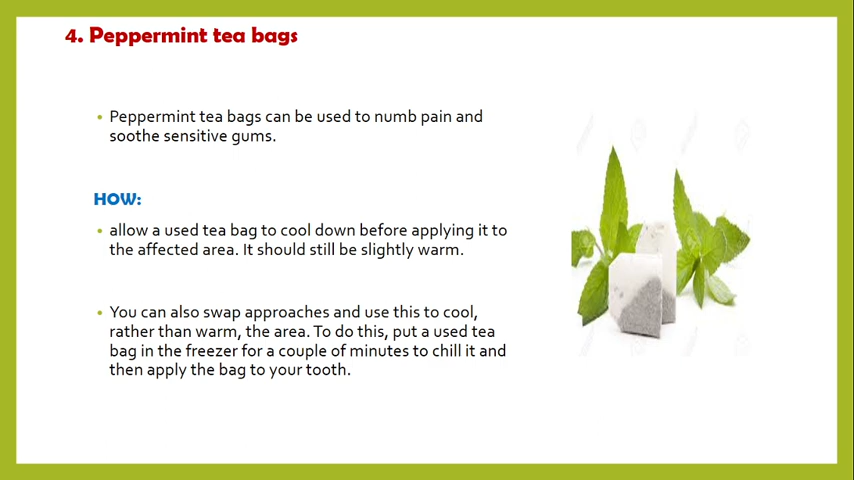 4. Peppermint tea bags
Peppermint tea bags can be used to numb pain and
soothe sensitive gums.
HOW:
allow a used tea bag to cool down before applying it to
the affected area. It should still be slightly warm.
You can also swap approaches and use this to cool,
rather than warm, the area. To do this, put a used tea
bag in the freezer for a couple of minutes to chill it and
then apply the bag to your tooth.